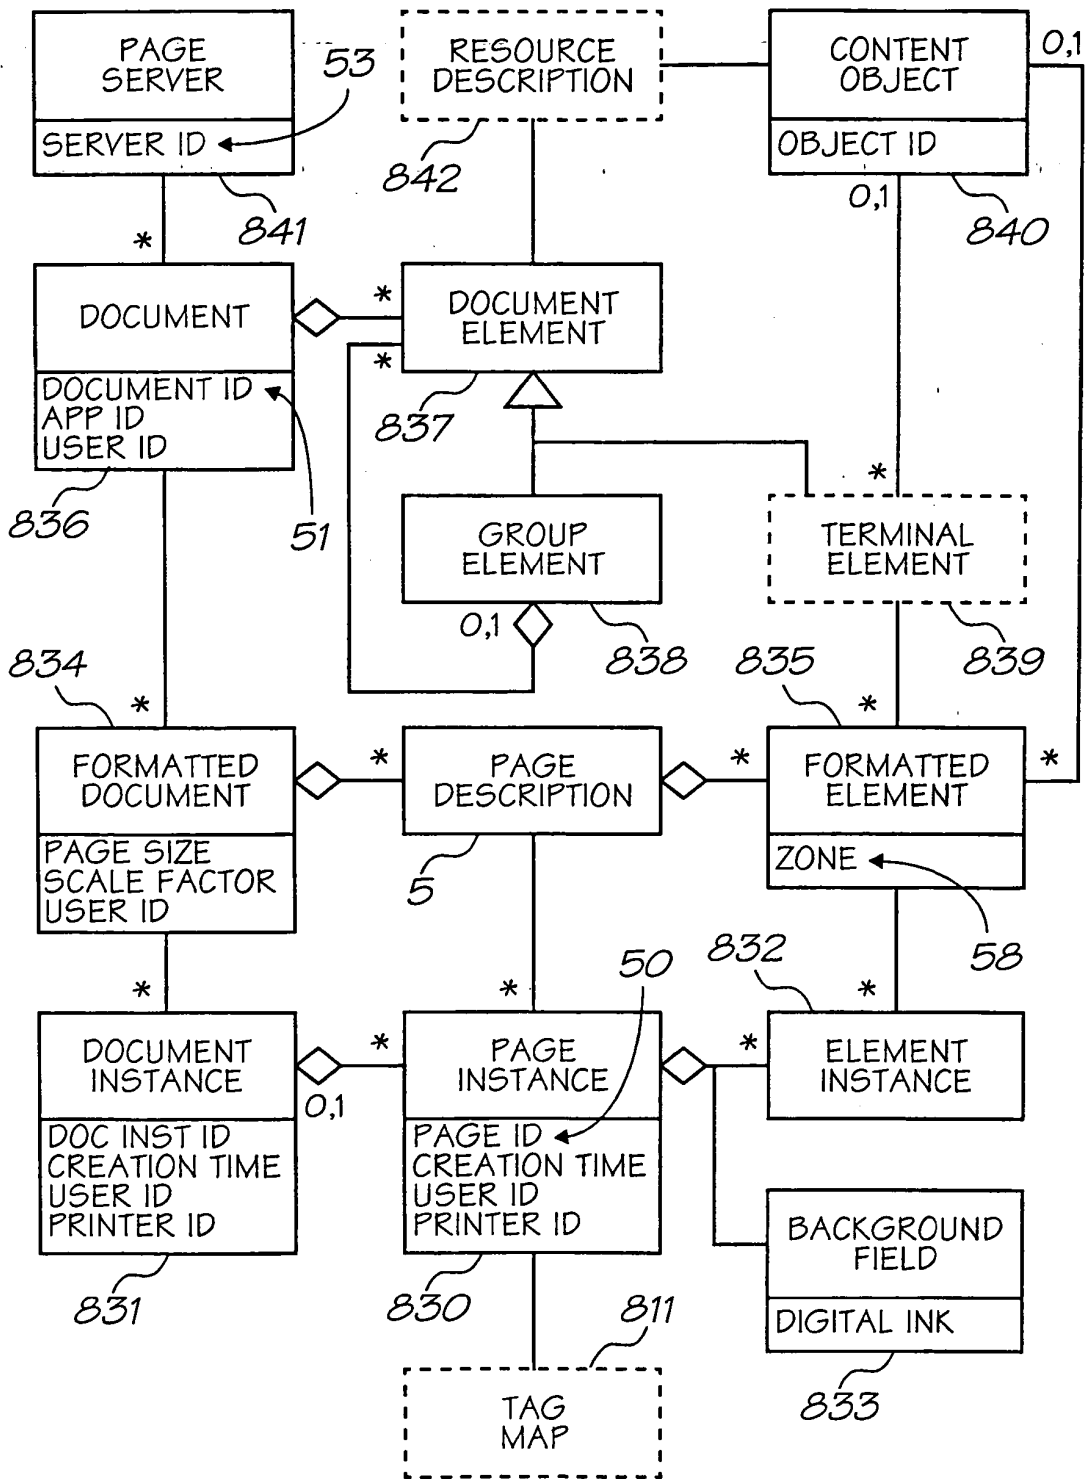 PAGE
SERVER
SERVER ID
53
841
*
RESOURCE
DESCRIPTION
842
CONTENT
OBJECT
OBJECT ID
0,1
0,1
840
DOCUMENT
DOCUMENT ID
APP ID
USER ID
836
51
*
*
DOCUMENT
ELEMENT
837
GROUP
ELEMENT
0,1
838
*
TERMINAL
ELEMENT
839
834
*
FORMATTED
DOCUMENT
PAGE SIZE
SCALE FACTOR
USER ID
*
PAGE
DESCRIPTION
5
835
*
*
*
FORMATTED
ELEMENT
ZONE
58
*
DOCUMENT
INSTANCE
0,1
DOC INST ID
CREATION TIME
USER ID
PRINTER ID
831
50
*
*
PAGE
INSTANCE
PAGE ID
CREATION TIME
USER ID
PRINTER ID
830
832
*
*
ELEMENT
INSTANCE
BACKGROUND
FIELD
DIGITAL INK
833
811
TAG
MAP